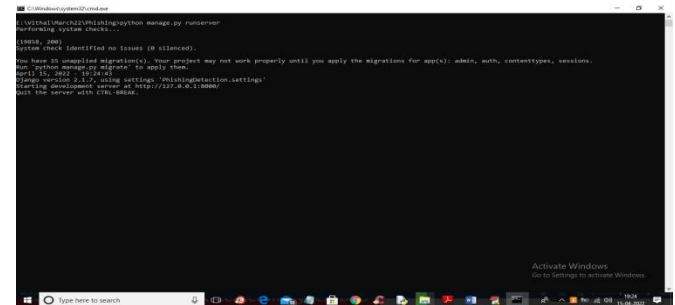 C:\Windows\system32\cmd.exe
E:\Vithal\March22\Phishing>python manage.py runserver
Performing system checks...
(19858, 200)
System check identified no issues (0 silenced).
You have 15 unapplied migration(s). Your project may not work properly until you apply the migrations for app(s): admin, auth, contenttypes, sessions.
Run 'python manage.py migrate' to apply them.
April 15, 2022 - 19:24:43
Django version 2.1.7, using settings 'PhishingDetection.settings'
Starting development server at http://127.0.0.1:8000/
Quit the server with CTRL-BREAK.
Activate Windows
Go to Settings to activate Windows.
Type here to search
19:24
15-04-2022